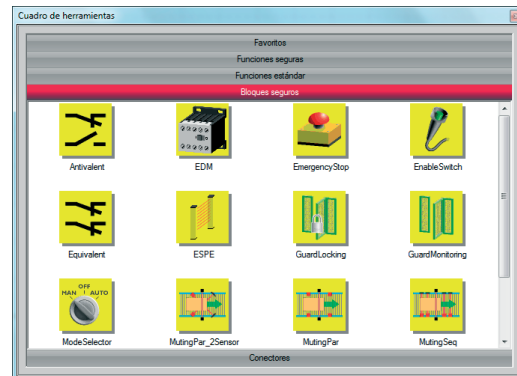 Cuadro de herramientas
Favoritos
Funciones seguras
Funciones estándar
Bloques seguros
Antivalent EDM EmergencyStop EnableSwitch
Equivalent ESPE GuardLocking GuardMonitoring
OFF
MAN AUTO
ModeSelector MutingPar_2Sensor MutingPar MutingSeq
Conectores